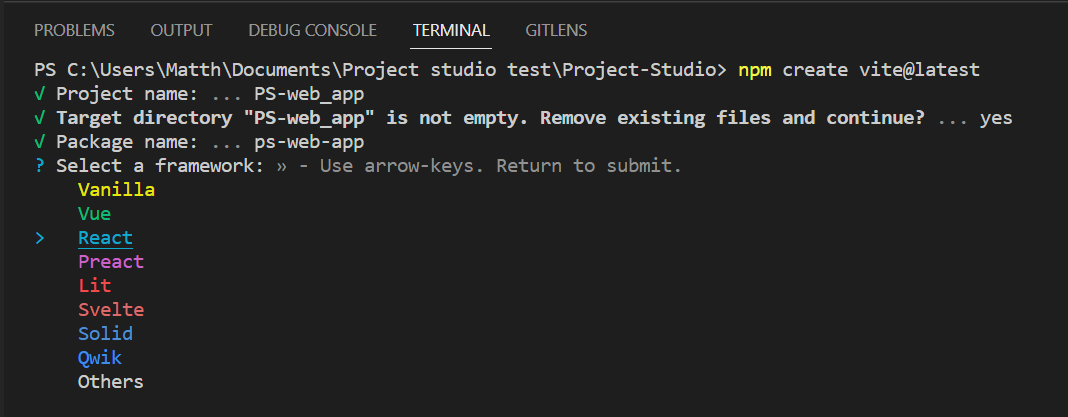 PROBLEMS OUTPUT DEBUG CONSOLE TERMINAL GITLENS
PS C:\Users\Matth\Documents\Project studio test\Project-Studio> npm create vite@latest
√ Project name: ... PS-web_app
√ Target directory "PS-web_app" is not empty. Remove existing files and continue? ... yes
√ Package name: ... ps-web-app
? Select a framework: » - Use arrow-keys. Return to submit.
Vanilla
Vue
> React
Preact
Lit
Svelte
Solid
Qwik
Others